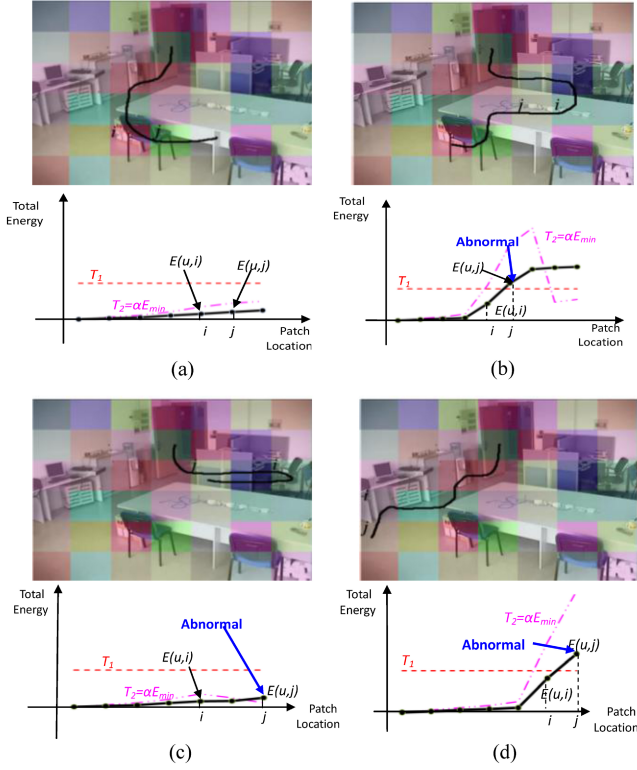 i j
j i
Total
Energy
T₁
E(u,i)
E(u,j)
T₂=αEₘᵢₙ
i j
Patch
Location
(a)
Total
Energy
Abnormal
T₂=αEₘᵢₙ
E(u,j)
T₁
E(u,i)
i j
Patch
Location
(b)
i
i
j
Total
Energy
Abnormal
T₁
T₂=αEₘᵢₙ
E(u,i)
E(u,j)
i j
Patch
Location
(c)
Total
Energy
T₂=αEₘᵢₙ
Abnormal
E(u,j)
T₁
E(u,i)
i j
Patch
Location
(d)